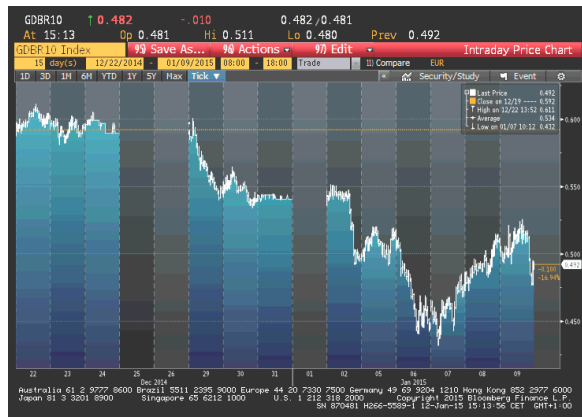 GDBR10 ↑ 0.482 -.010 0.482/0.481
At 15:13 Op 0.481 Hi 0.511 Lo 0.480 Prev 0.492
GDBR10 Index 95) Save As... 96) Actions 97) Edit Intraday Price Chart
15 day(s) 12/22/2014 - 01/09/2015 08:00 - 18:00 Trade 11) Compare EUR
1D 3D 1M 6M YTD 1Y 5Y Max Tick ▼ Security/Study Event
Last Price 0.492
Close on 12/19 ---- 0.592
High on 12/22 13:52 0.611
Average 0.534
Low on 01/07 10:12 0.432
0.600
0.550
0.492
-0.100
-16.94%
0.450
22 23 24 25 26 29 30 31 01 02 05 06 07 08 09
Dec 2014 Jan 2015
Australia 61 2 9777 8600 Brazil 5511 2395 9000 Europe 44 20 7330 7500 Germany 49 69 9204 1210 Hong Kong 852 2977 6000
Japan 81 3 3201 8900 Singapore 65 6212 1000 U.S. 1 212 318 2000 Copyright 2015 Bloomberg Finance L.P.
SN 870481 H266-5589-1 12-Jan-15 15:13:56 CET GMT+1:00